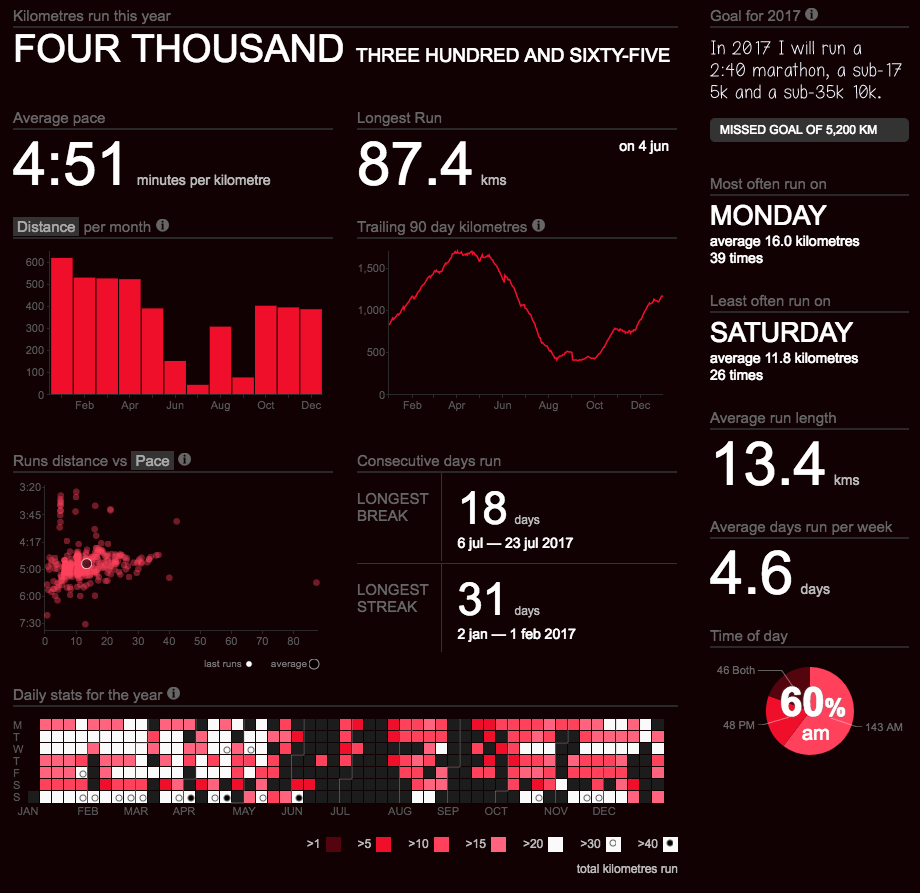 Kilometres run this year
FOUR THOUSAND THREE HUNDRED AND SIXTY-FIVE
Average pace
4:51 minutes per kilometre
Longest Run
on 4 jun
87.4 kms
Distance per month
600
500
400
300
200
100
0
Feb Apr Jun Aug Oct Dec
Trailing 90 day kilometres
1,500
1,000
500
0
Feb Apr Jun Aug Oct Dec
Runs distance vs Pace
3:20
3:45
4:17
5:00
6:00
7:30
0 10 20 30 40 50 60 70 80
last runs average
Consecutive days run
LONGEST
BREAK
18 days
6 jul — 23 jul 2017
LONGEST
STREAK
31 days
2 jan — 1 feb 2017
Daily stats for the year
M
T
W
T
F
S
S
JAN FEB MAR APR MAY JUN JUL AUG SEP OCT NOV DEC
>1 >5 >10 >15 >20 >30 >40
total kilometres run
Goal for 2017
In 2017 I will run a
2:40 marathon, a sub-17
5k and a sub-35k 10k.
MISSED GOAL OF 5,200 KM
Most often run on
MONDAY
average 16.0 kilometres
39 times
Least often run on
SATURDAY
average 11.8 kilometres
26 times
Average run length
13.4 kms
Average days run per week
4.6 days
Time of day
46 Both
60%
am
48 PM
143 AM